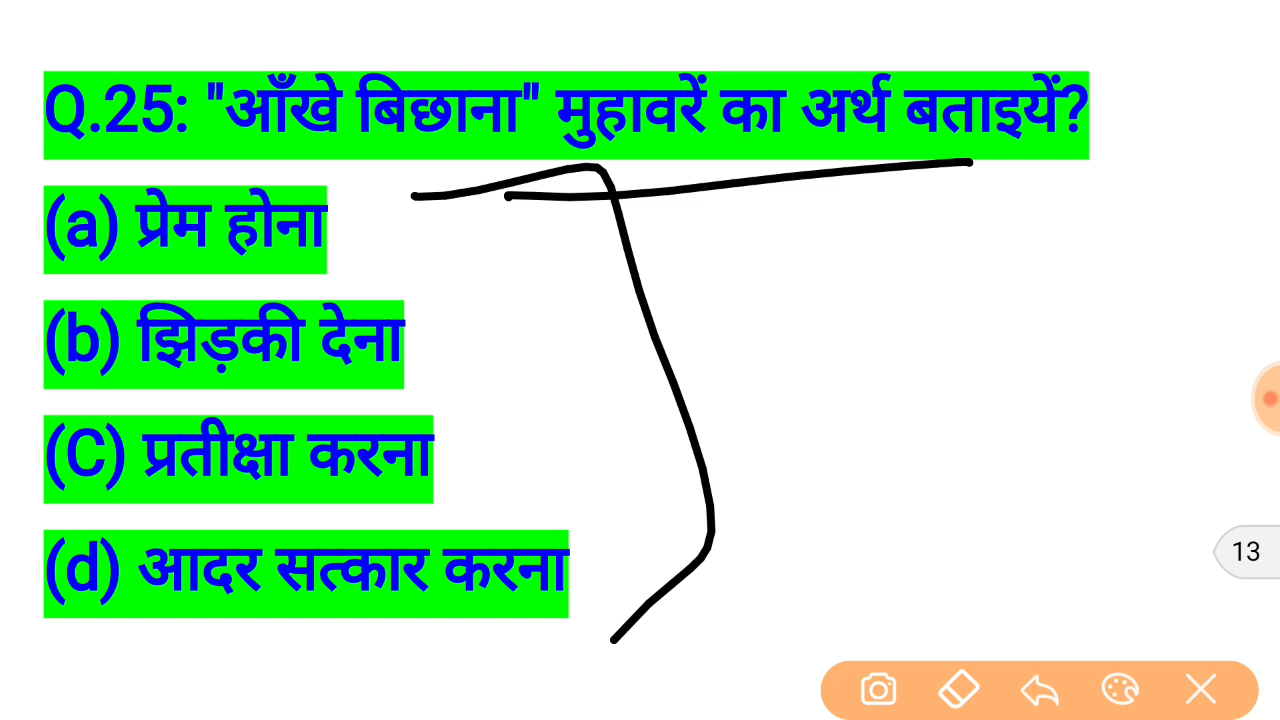 Q.25: "आँखे बिछाना" मुहावरें का अर्थ बताइयें?
(a) प्रेम होना
(b) झिड़की देना
(C) प्रतीक्षा करना
(d) आदर सत्कार करना
13